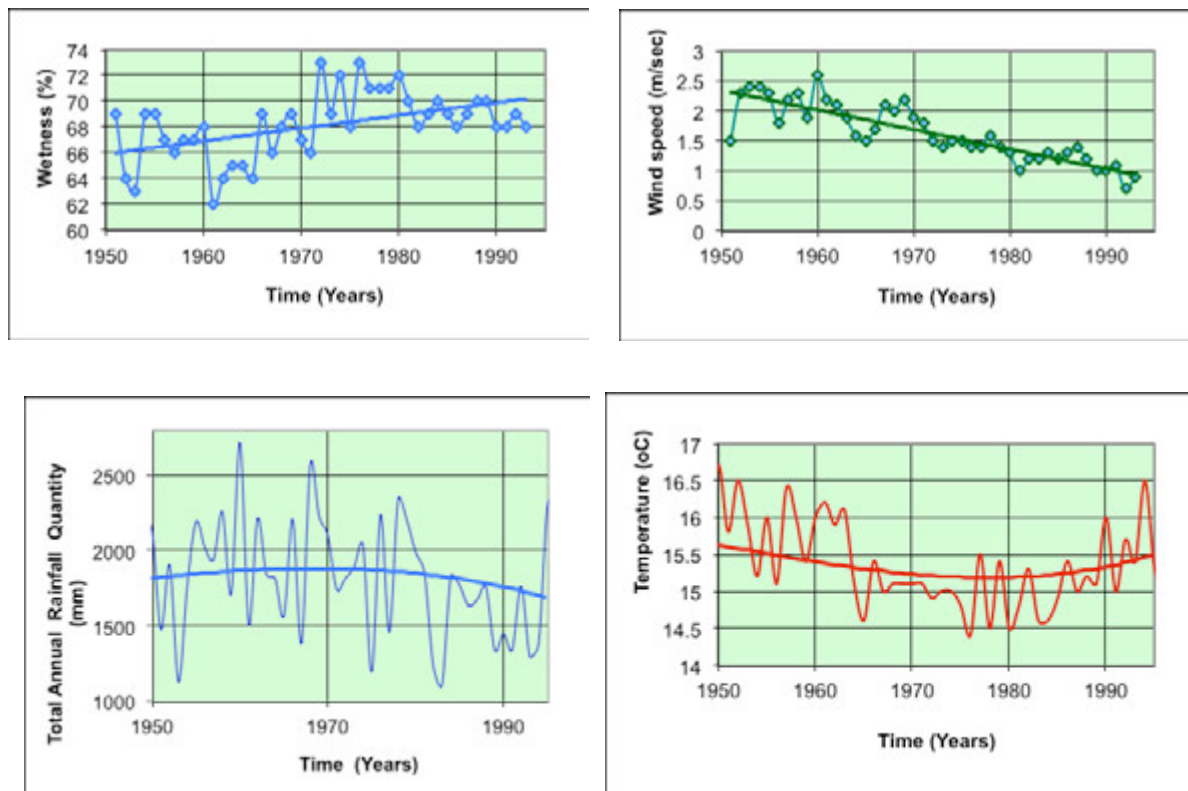 Wetness (%)
74
72
70
68
66
64
62
60
1950 1960 1970 1980 1990
Time (Years)
Wind speed (m/sec)
3
2.5
2
1.5
1
0.5
0
1950 1960 1970 1980 1990
Time (Years)
Total Annual Rainfall Quantity
(mm)
2500
2000
1500
1000
1950 1970 1990
Time (Years)
Temperature (oC)
17
16.5
16
15.5
15
14.5
14
1950 1960 1970 1980 1990
Time (Years)